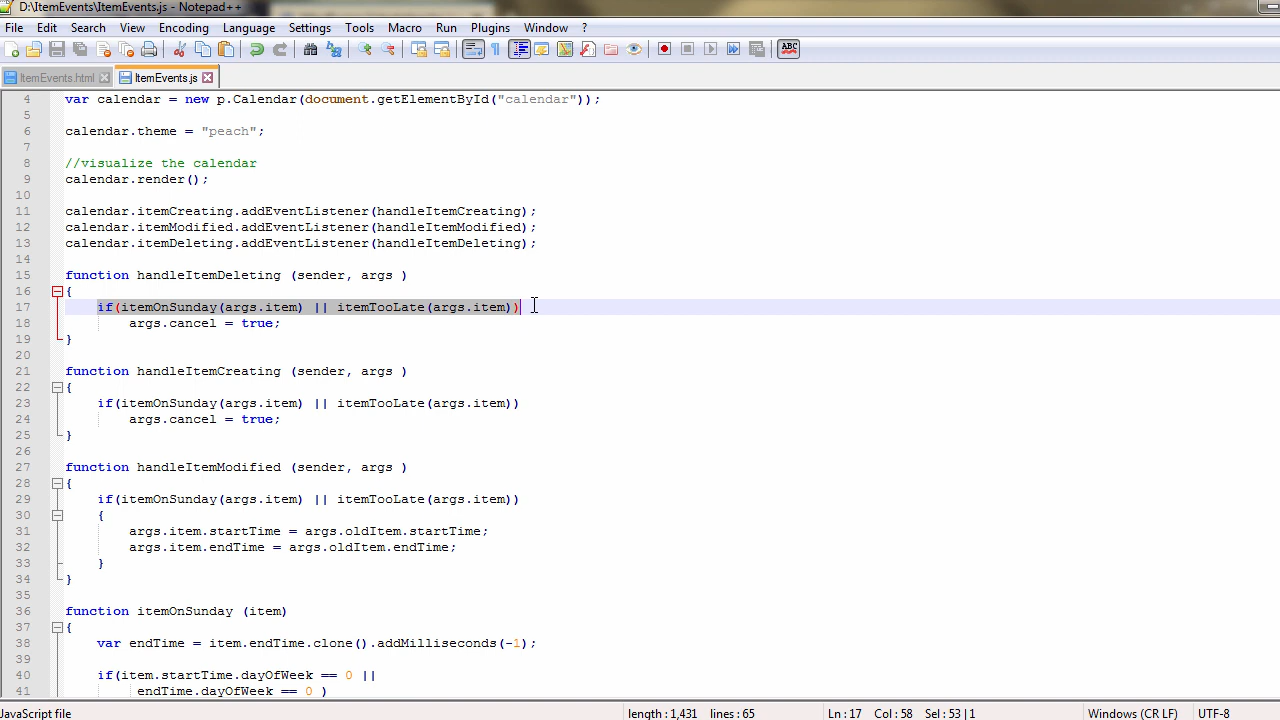 D:\ItemEvents\ItemEvents.js - Notepad++
File Edit Search View Encoding Language Settings Tools Macro Run Plugins Window ?
ABC
ItemEvents.html ItemEvents.js
4 var calendar = new p.Calendar(document.getElementById("calendar"));
5
6 calendar.theme = "peach";
7
8 //visualize the calendar
9 calendar.render();
10
11 calendar.itemCreating.addEventListener(handleItemCreating);
12 calendar.itemModified.addEventListener(handleItemModified);
13 calendar.itemDeleting.addEventListener(handleItemDeleting);
14
15 function handleItemDeleting (sender, args )
16 {
17 if(itemOnSunday(args.item) || itemTooLate(args.item))
18 args.cancel = true;
19 }
20
21 function handleItemCreating (sender, args )
22 {
23 if(itemOnSunday(args.item) || itemTooLate(args.item))
24 args.cancel = true;
25 }
26
27 function handleItemModified (sender, args )
28 {
29 if(itemOnSunday(args.item) || itemTooLate(args.item))
30 {
31 args.item.startTime = args.oldItem.startTime;
32 args.item.endTime = args.oldItem.endTime;
33 }
34 }
35
36 function itemOnSunday (item)
37 {
38 var endTime = item.endTime.clone().addMilliseconds(-1);
39
40 if(item.startTime.dayOfWeek == 0 ||
41 endTime.dayOfWeek == 0 )
JavaScript file length : 1,431 lines : 65 Ln : 17 Col : 58 Sel : 53 | 1 Windows (CR LF) UTF-8